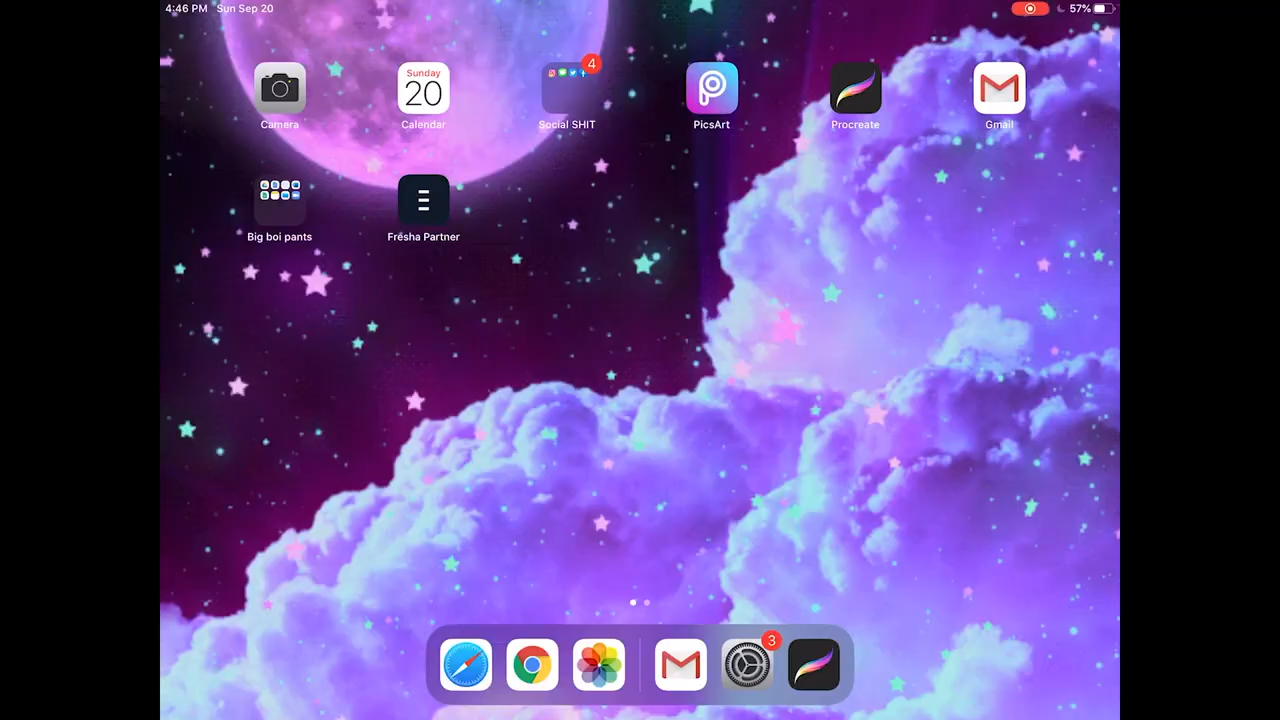 4:46 PM Sun Sep 20
57%
Sunday
20
4
Camera
Calendar
Social SHIT
PicsArt
Procreate
Gmail
Big boi pants
Fresha Partner
3